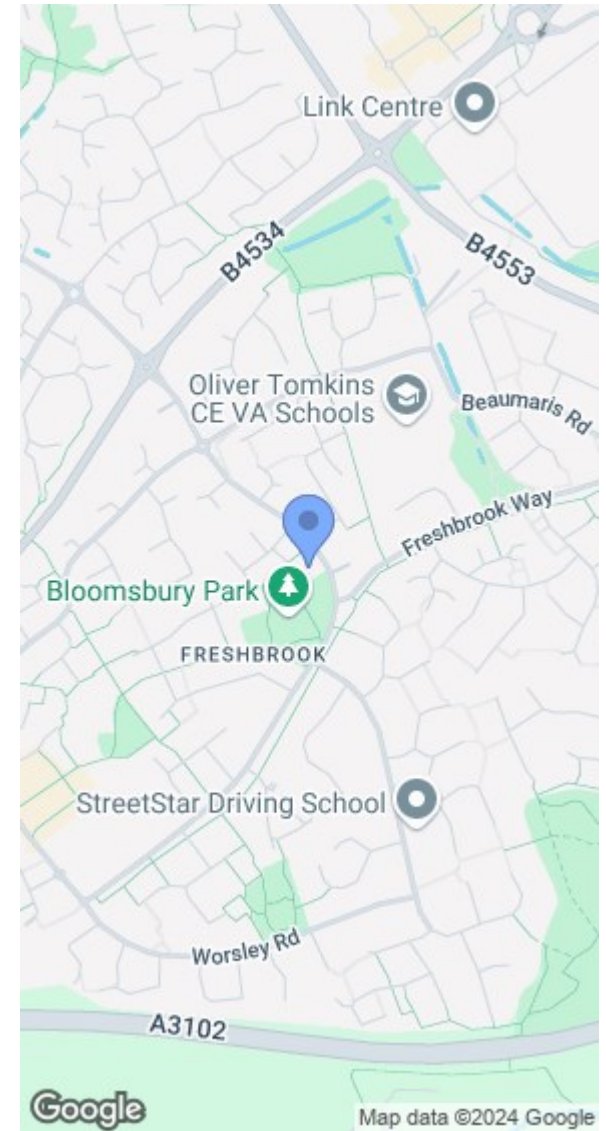 Link Centre
B4534
B4553
Oliver Tomkins
CE VA Schools
Beaumaris Rd
Freshbrook Way
Bloomsbury Park
FRESHBROOK
StreetStar Driving School
Worsley Rd
A3102
Google
Map data ©2024 Google